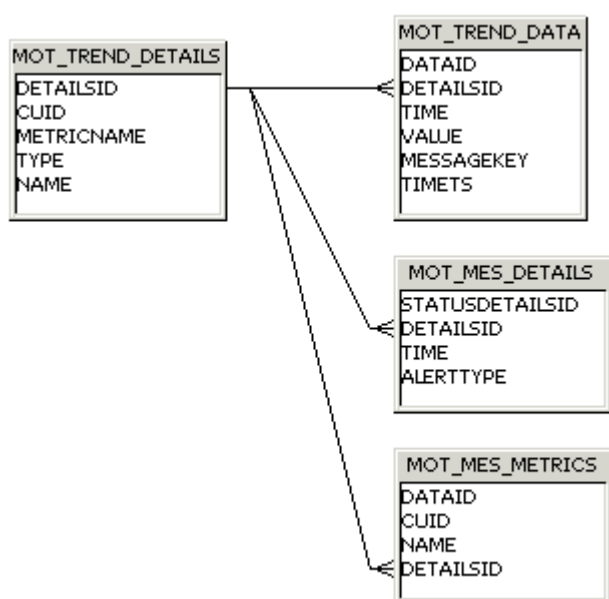 MOT_TREND_DETAILS
DETAILSID
CUID
METRICNAME
TYPE
NAME
MOT_TREND_DATA
DATAID
DETAILSID
TIME
VALUE
MESSAGEKEY
TIMETS
MOT_MES_DETAILS
STATUSDETAILSID
DETAILSID
TIME
ALERTTYPE
MOT_MES_METRICS
DATAID
CUID
NAME
DETAILSID